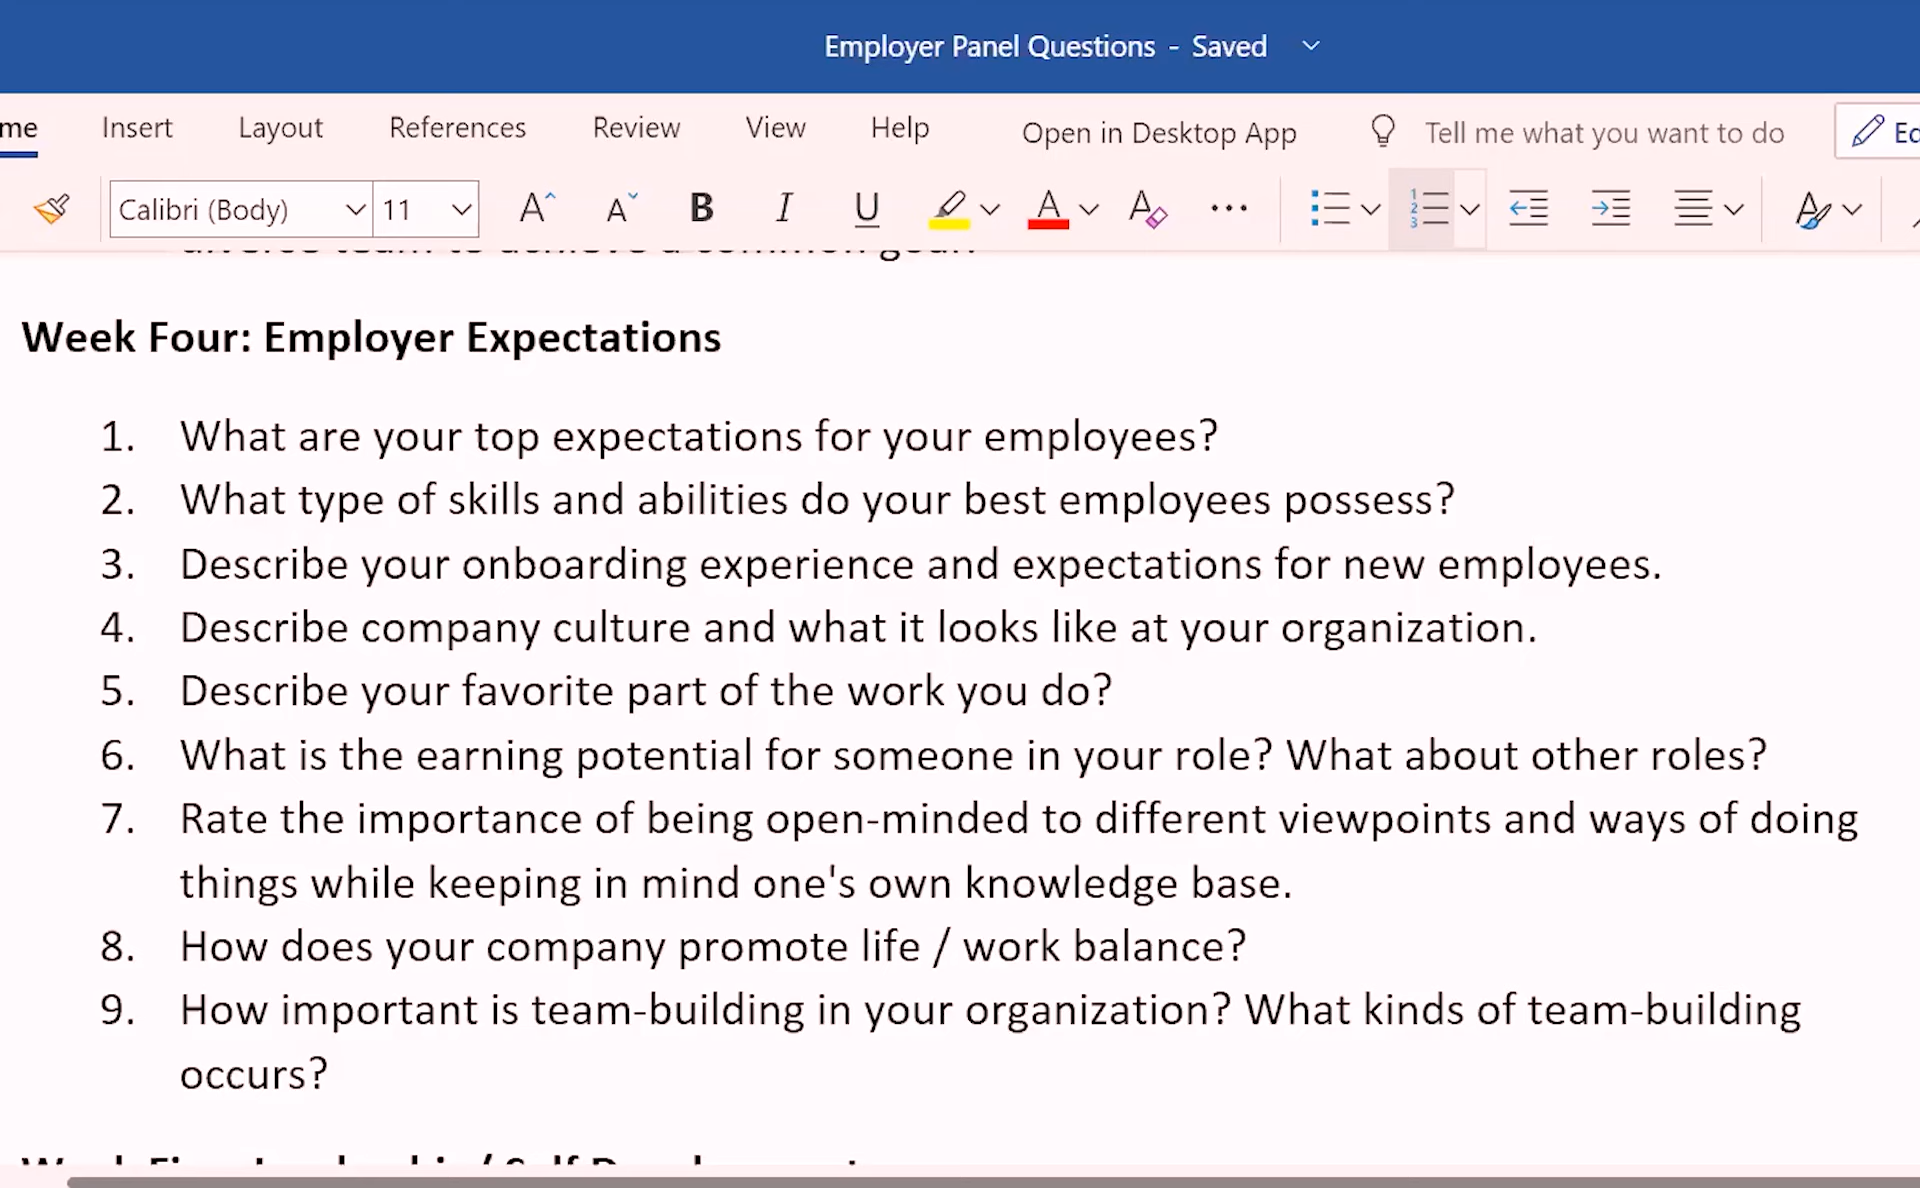 Employer Panel Questions - Saved
me Insert Layout References Review View Help Open in Desktop App Tell me what you want to do Ed
Calibri (Body) 11
diverse team to achieve a common goal.
Week Four: Employer Expectations
1. What are your top expectations for your employees?
2. What type of skills and abilities do your best employees possess?
3. Describe your onboarding experience and expectations for new employees.
4. Describe company culture and what it looks like at your organization.
5. Describe your favorite part of the work you do?
6. What is the earning potential for someone in your role? What about other roles?
7. Rate the importance of being open-minded to different viewpoints and ways of doing
things while keeping in mind one's own knowledge base.
8. How does your company promote life / work balance?
9. How important is team-building in your organization? What kinds of team-building
occurs?